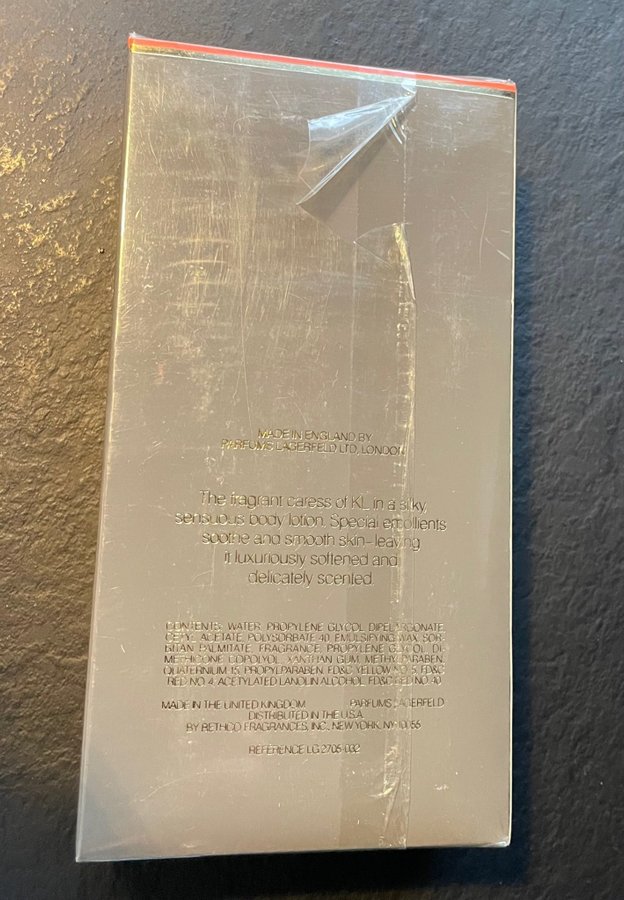 MADE IN ENGLAND BY
PARFUMS LAGERFELD LTD, LONDON
The fragrant caress of KL in a silky,
sensuous body lotion. Special emollients
soothe and smooth skin-leaving
it luxuriously softened and
delicately scented.
CONTENTS: WATER, PROPYLENE GLYCOL DIPELARGONATE,
CETYL ACETATE, POLYSORBATE 40, EMULSIFYING WAX, SOR-
BITAN PALMITATE, FRAGRANCE, PROPYLENE GLYCOL, DI-
METHICONE COPOLYOL, XANTHAN GUM, METHYLPARABEN,
QUATERNIUM 15, PROPYLPARABEN, FD&C YELLOW NO. 5, FD&C
RED NO. 4, ACETYLATED LANOLIN ALCOHOL, FD&C RED NO. 40.
MADE IN THE UNITED KINGDOM PARFUMS LAGERFELD
DISTRIBUTED IN THE U.S.A.
BY RETHCO FRAGRANCES, INC., NEW YORK, NY 10055
REFERENCE LG 2705 032